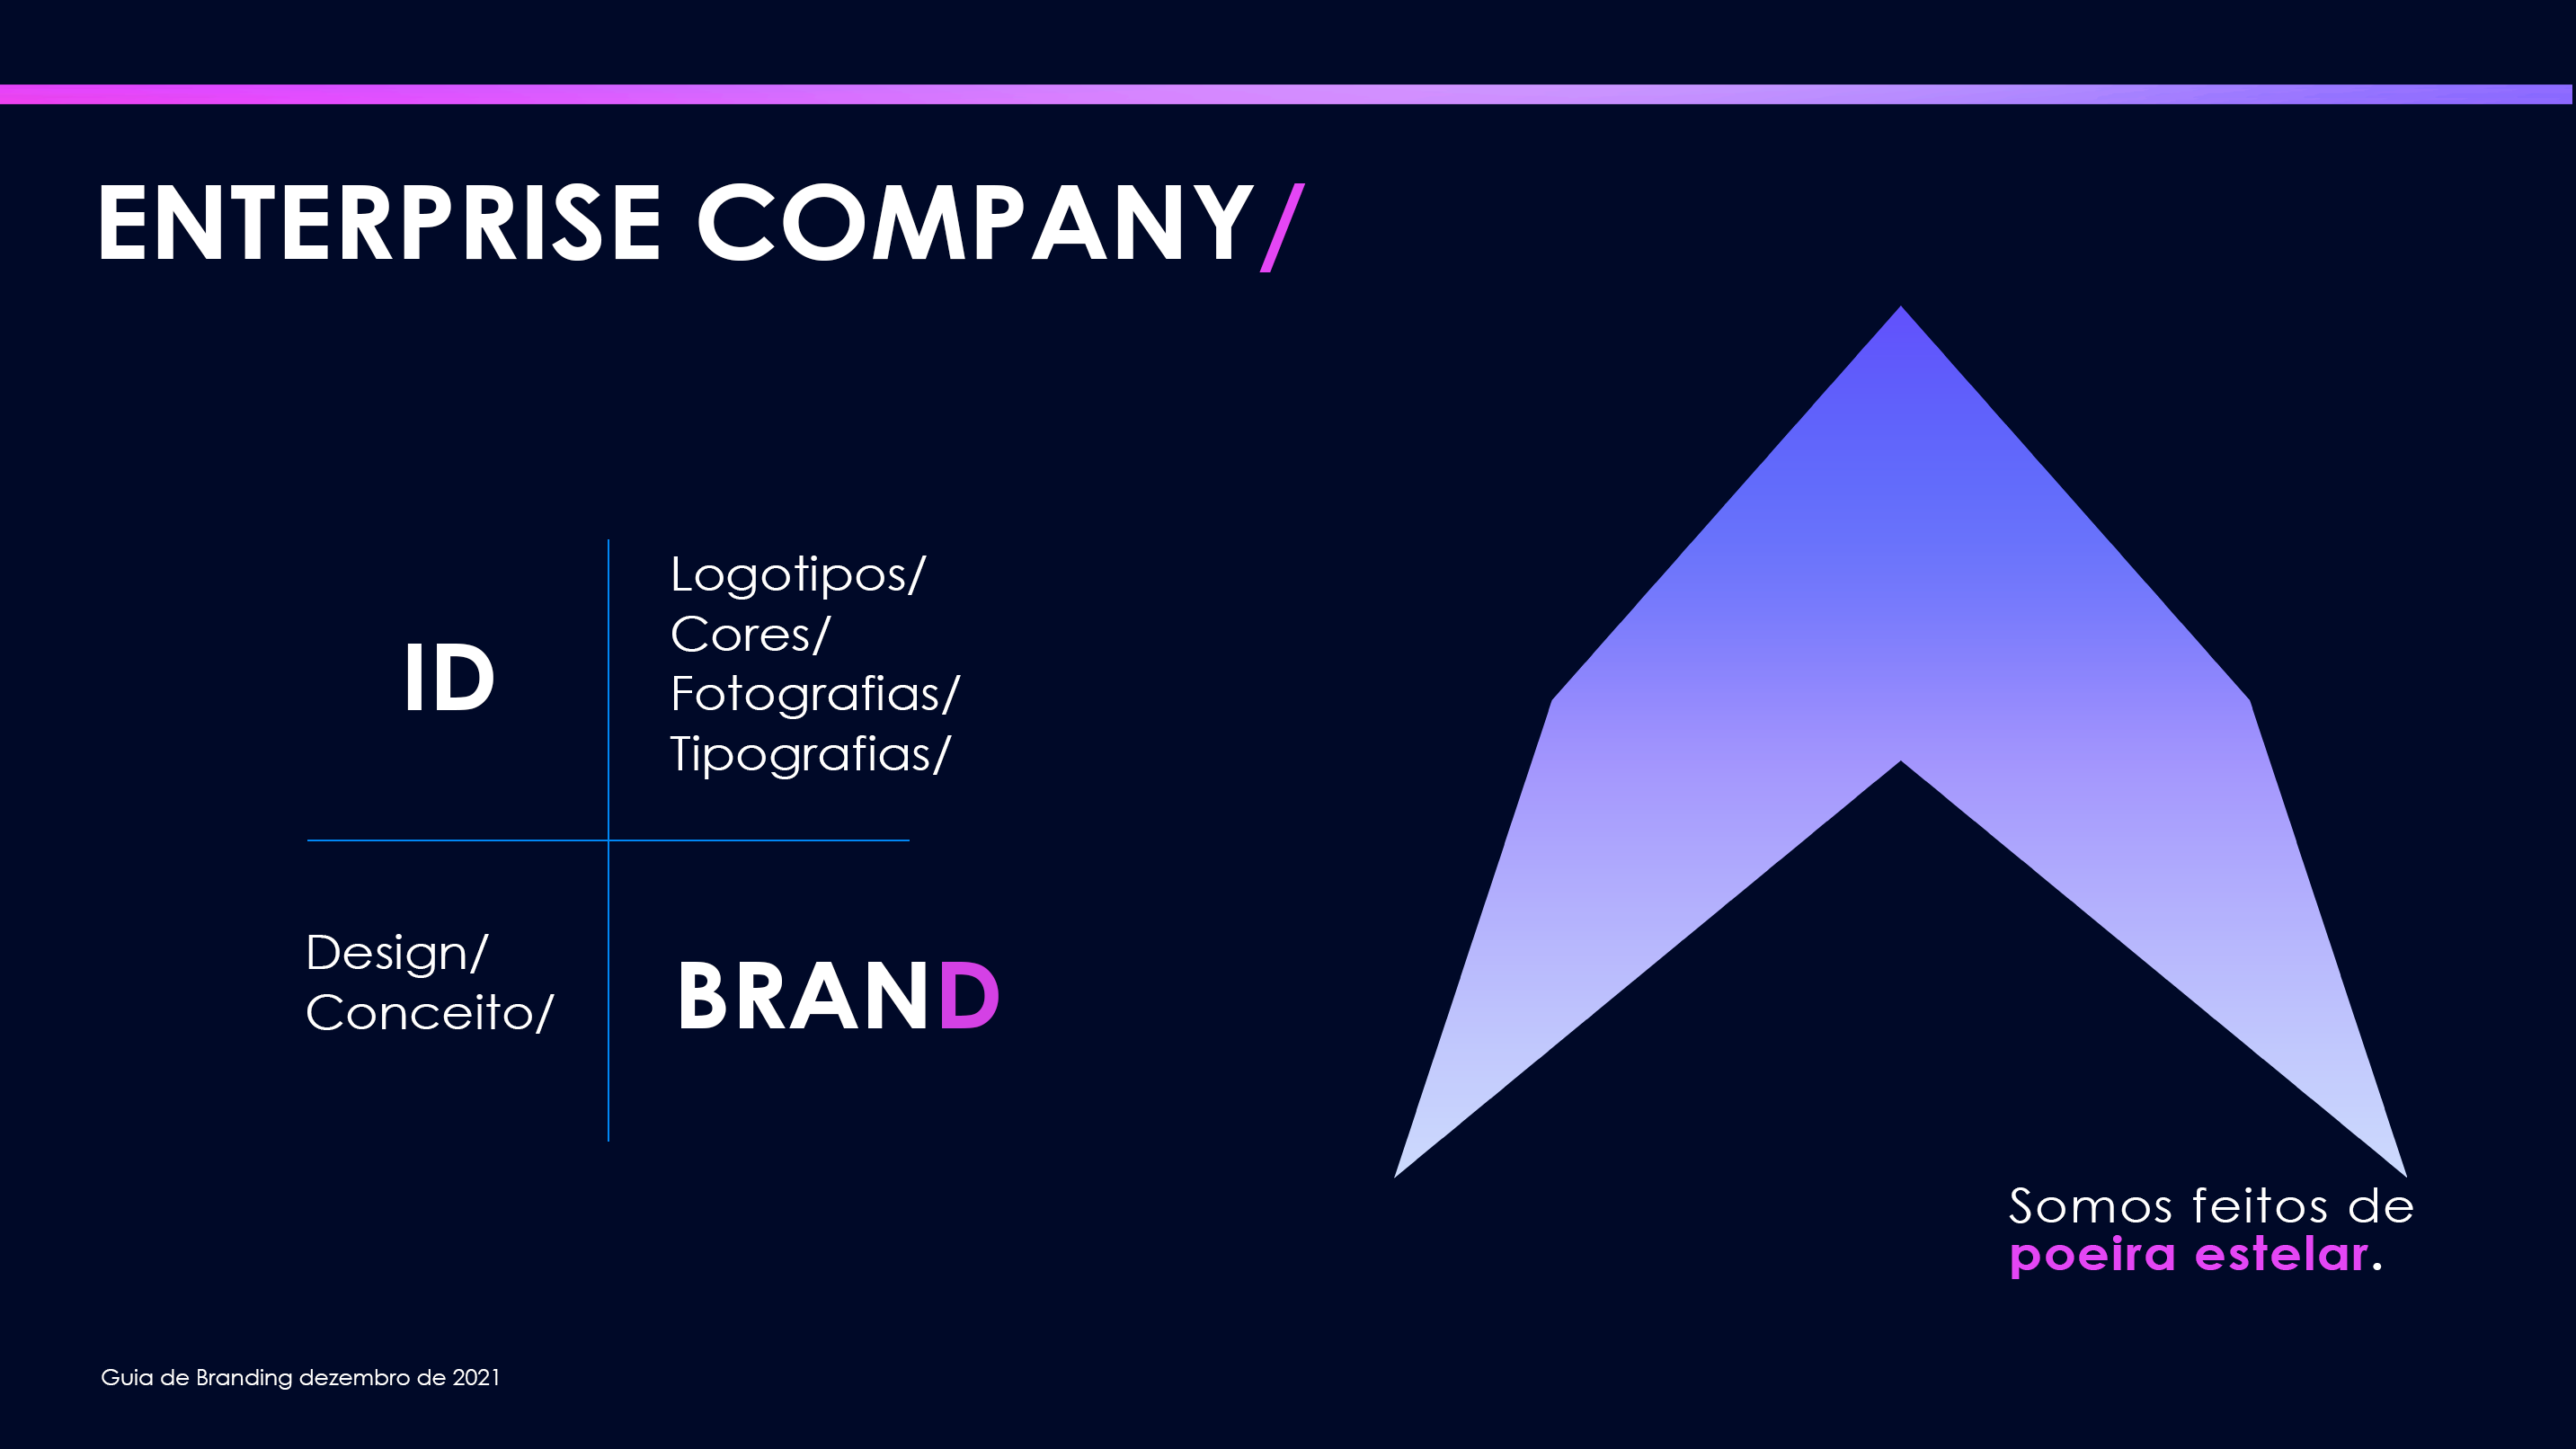 ENTERPRISE COMPANY/
ID
Logotipos/
Cores/
Fotografias/
Tipografias/
Design/
Conceito/
BRAND
Somos feitos de
poeira estelar.
Guia de Branding dezembro de 2021